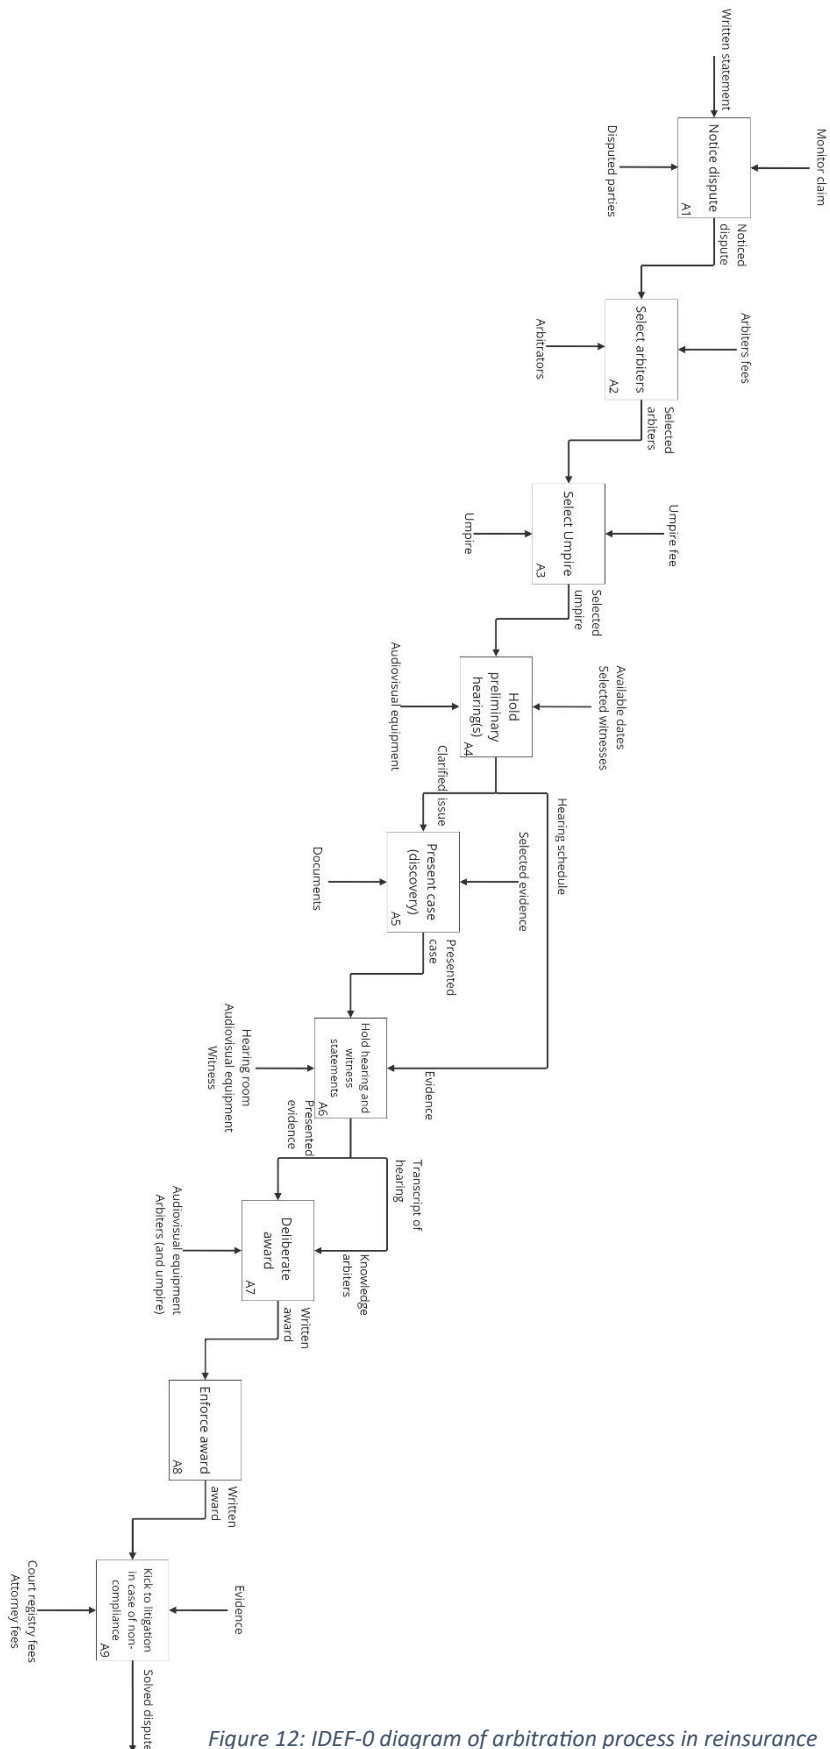 Written statement
Monitor claim
Notice dispute
A1
Disputed parties
Noticed
dispute
Arbiters fees
Select arbiters
A2
Arbitrators
Selected
arbiters
Umpire fee
Select Umpire
A3
Umpire
Selected
umpire
Available dates
Selected witnesses
Hold
preliminary
hearing(s)
A4
Audiovisual equipment
Clarified issue
Hearing schedule
Selected evidence
Present case
(discovery)
A5
Documents
Presented
case
Evidence
Hold hearing and
witness
statements
A6
Hearing room
Audiovisual equipment
Witness
Presented
evidence
Transcript of
hearing
Knowledge
arbiters
Deliberate
award
A7
Audiovisual equipment
Arbiters (and umpire)
Written
award
Enforce award
A8
Written
award
Evidence
Kick to litigation
in case of non-
compliance
A9
Court registry fees
Attorney fees
Solved dispute
Figure 12: IDEF-0 diagram of arbitration process in reinsurance